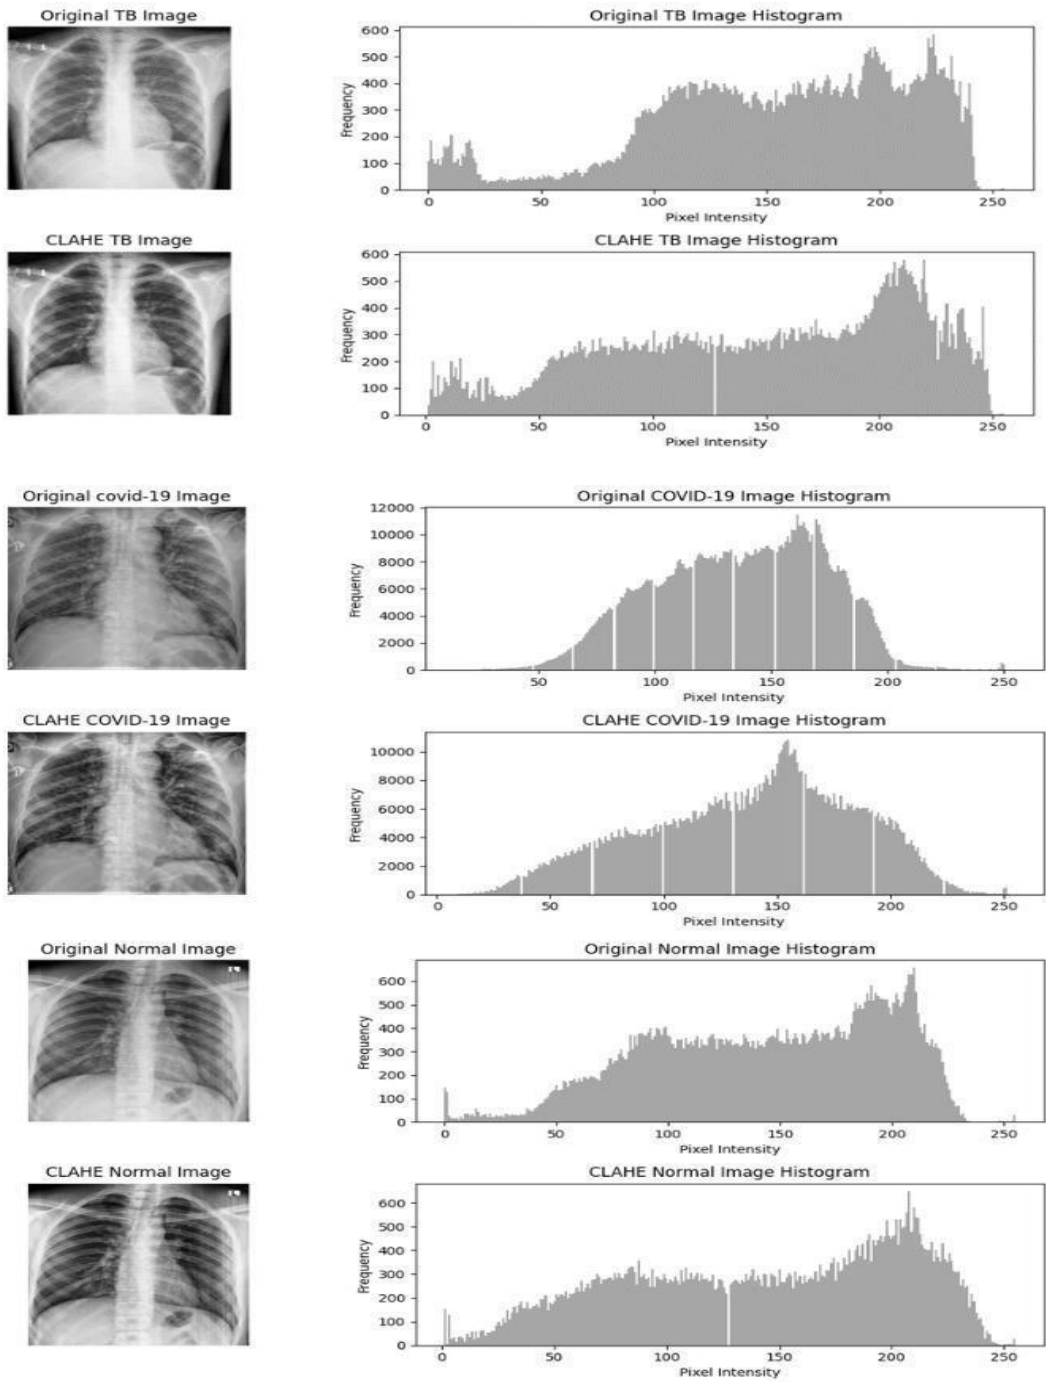 Original TB Image
Original TB Image Histogram
600
500
400
300
200
100
0
Frequency
0 50 100 150 200 250
Pixel Intensity
CLAHE TB Image
CLAHE TB Image Histogram
600
500
400
300
200
100
0
Frequency
0 50 100 150 200 250
Pixel Intensity
Original covid-19 Image
Original COVID-19 Image Histogram
12000
10000
8000
6000
4000
2000
0
Frequency
50 100 150 200 250
Pixel Intensity
CLAHE COVID-19 Image
CLAHE COVID-19 Image Histogram
10000
8000
6000
4000
2000
0
Frequency
0 50 100 150 200 250
Pixel Intensity
Original Normal Image
Original Normal Image Histogram
600
500
400
300
200
100
0
Frequency
0 50 100 150 200 250
Pixel Intensity
CLAHE Normal Image
CLAHE Normal Image Histogram
600
500
400
300
200
100
0
Frequency
0 50 100 150 200 250
Pixel Intensity